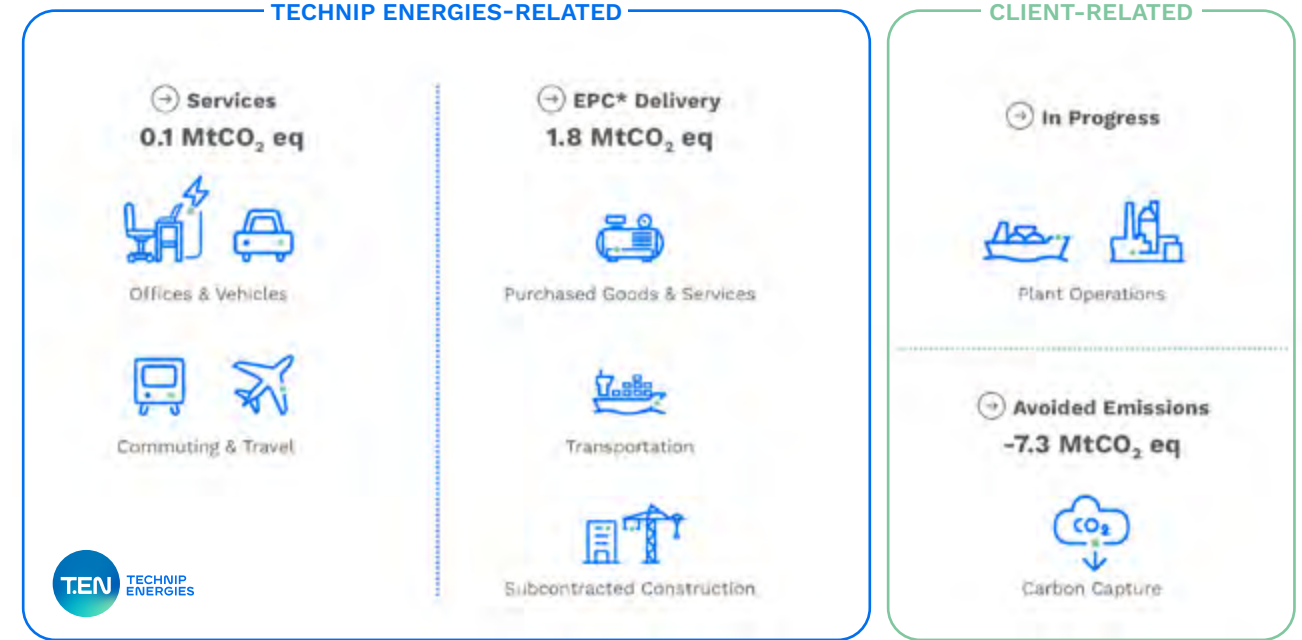 TECHNIP ENERGIES-RELATED
Services
0.1 MtCO₂ eq
Offices & Vehicles
Commuting & Travel
T.EN TECHNIP
ENERGIES
EPC* Delivery
1.8 MtCO₂ eq
Purchased Goods & Services
Transportation
Subcontracted Construction
CLIENT-RELATED
In Progress
Plant Operations
Avoided Emissions
-7.3 MtCO₂ eq
CO₂
Carbon Capture